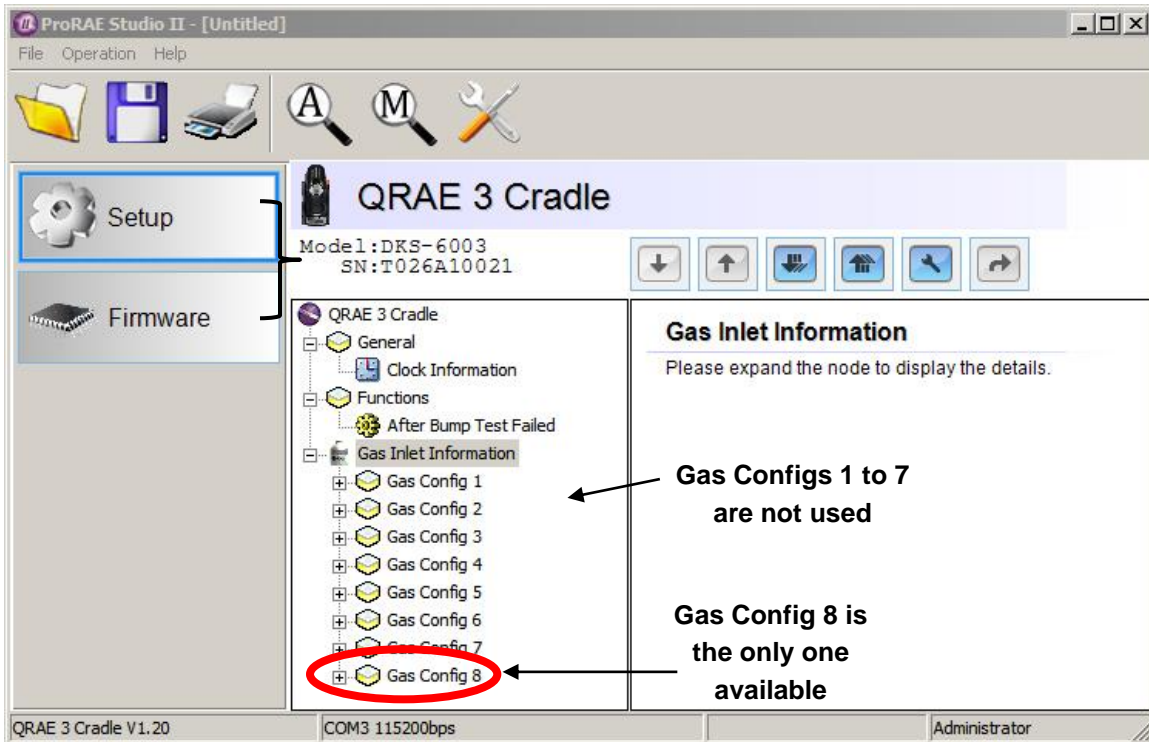 ProRAE Studio II - [Untitled]
File Operation Help
A
M
Setup
Firmware
QRAE 3 Cradle
Model:DKS-6003
SN:T026A10021
QRAE 3 Cradle
General
Clock Information
Functions
After Bump Test Failed
Gas Inlet Information
Gas Config 1
Gas Config 2
Gas Config 3
Gas Config 4
Gas Config 5
Gas Config 6
Gas Config 7
Gas Config 8
Gas Inlet Information
Please expand the node to display the details.
Gas Configs 1 to 7
are not used
Gas Config 8 is
the only one
available
QRAE 3 Cradle V1.20
COM3 115200bps
Administrator